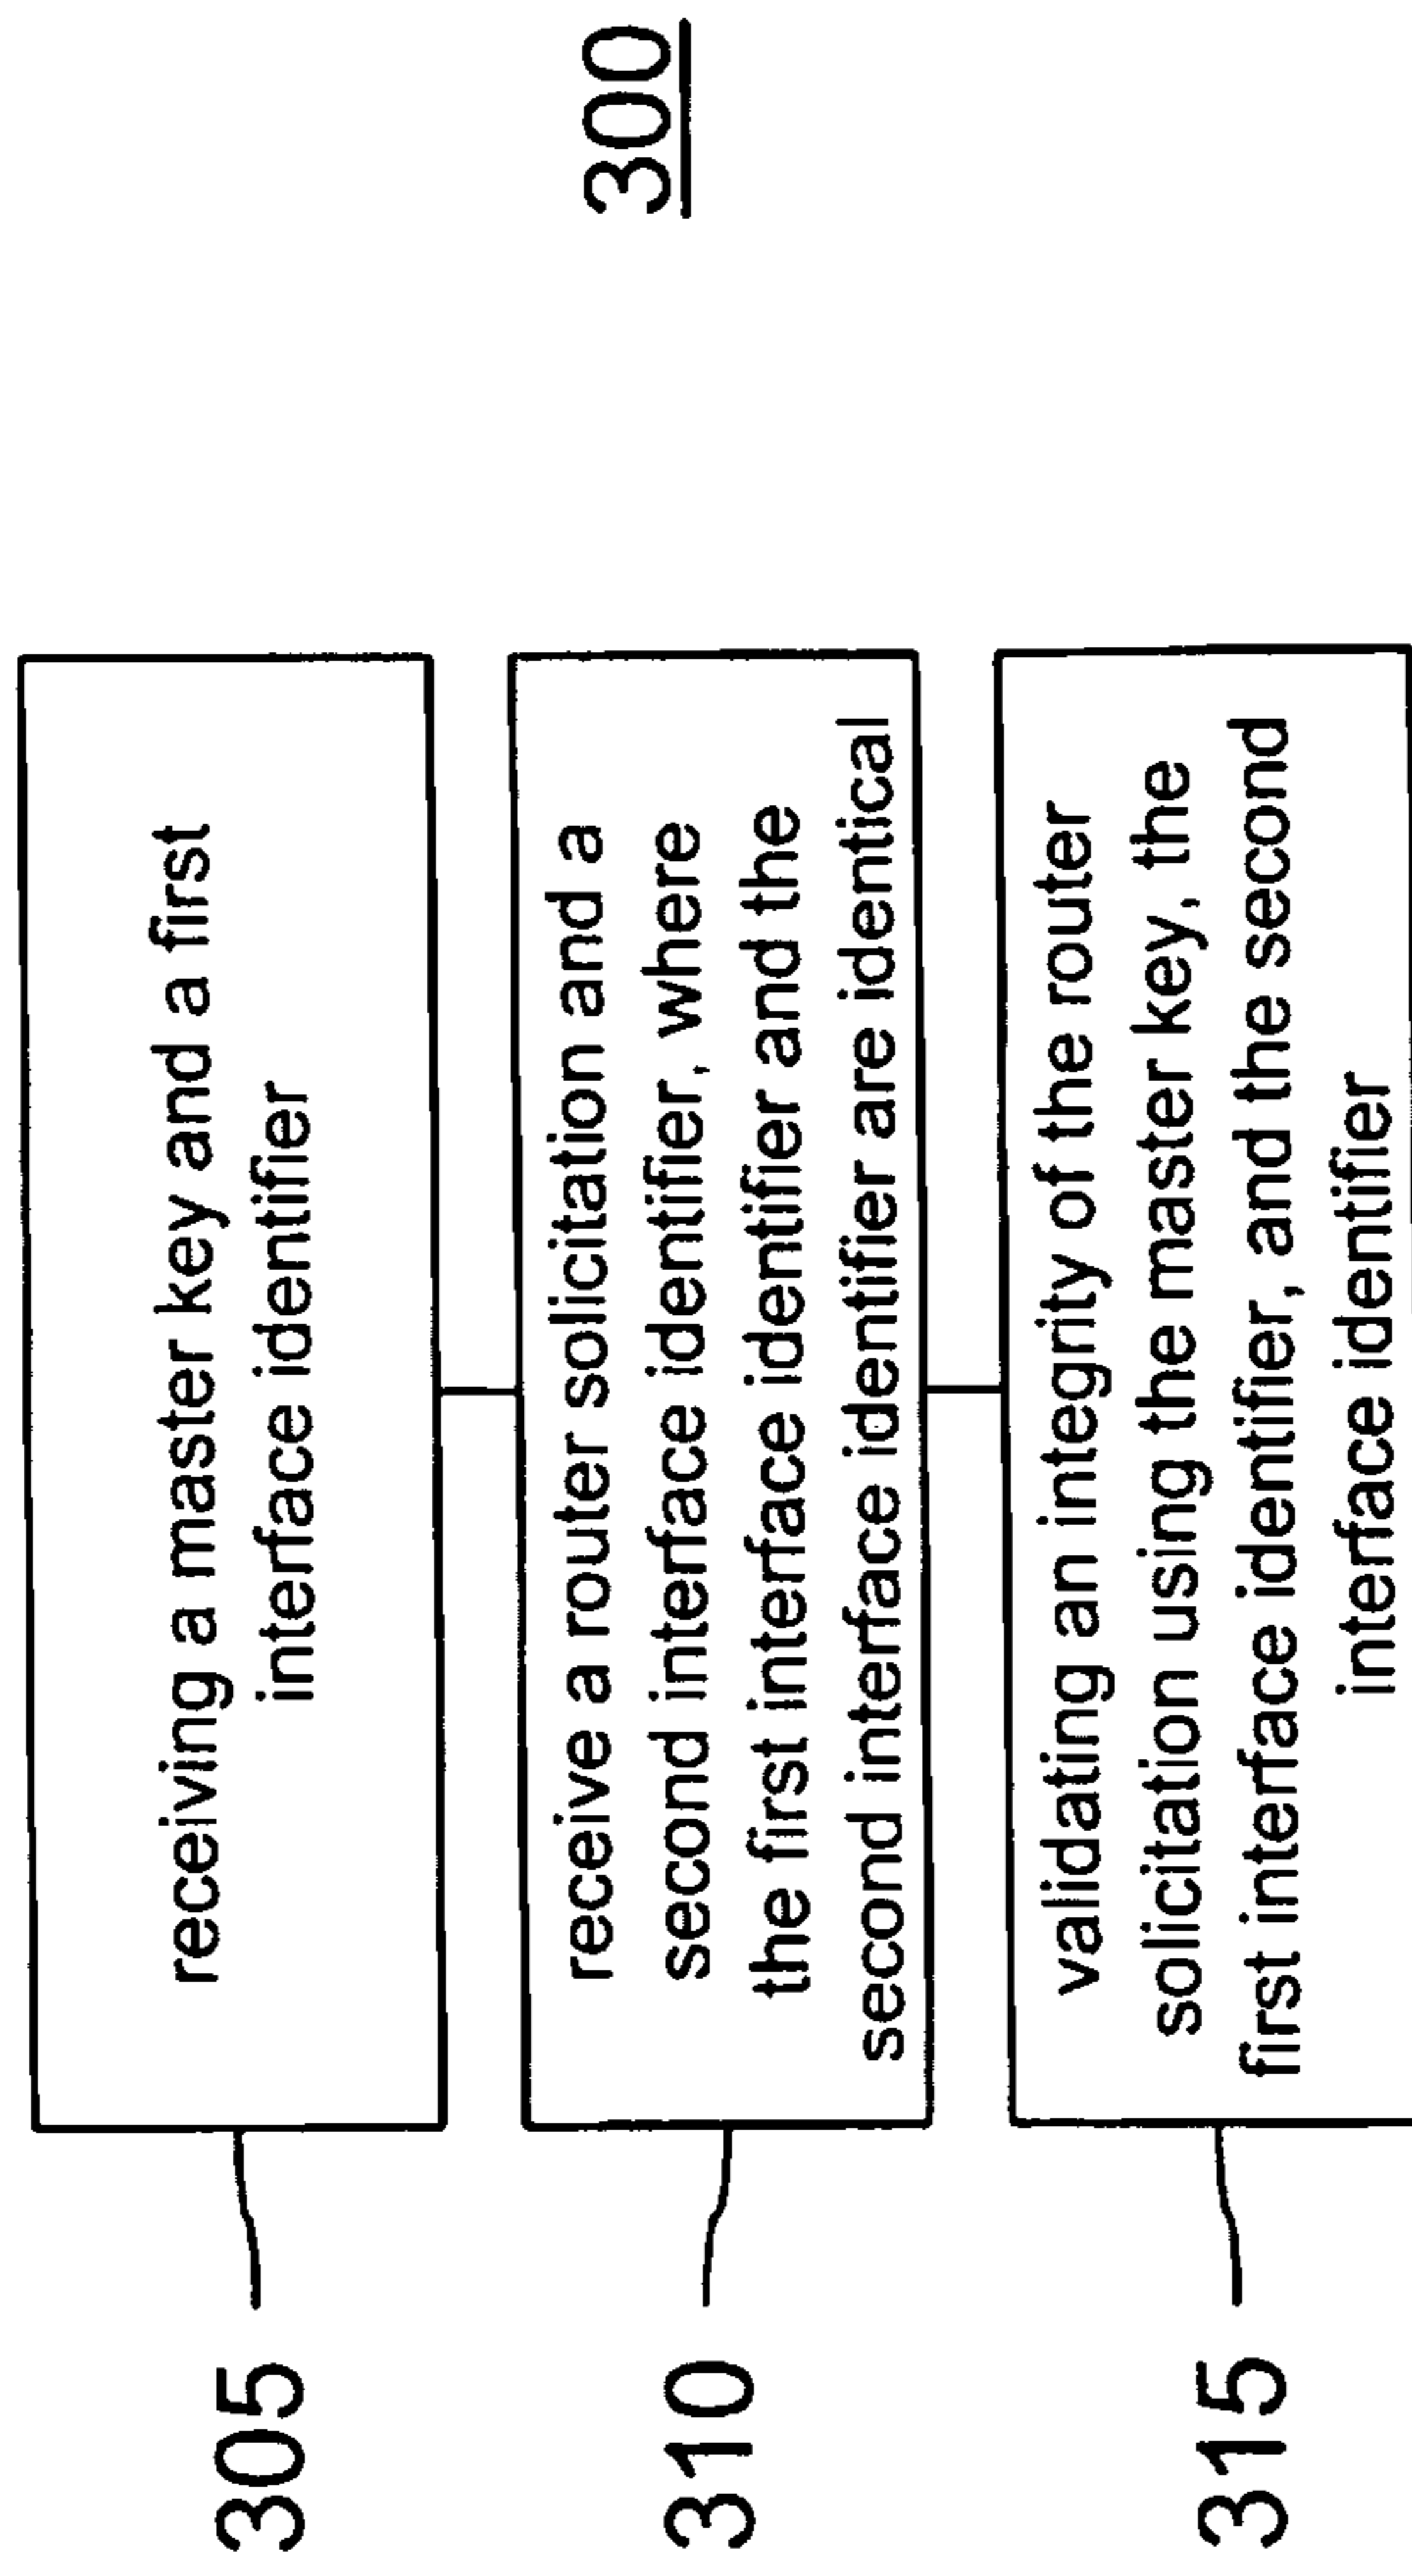 300
305
receiving a master key and a first
interface identifier
310
receive a router solicitation and a
second interface identifier, where
the first interface identifier and the
second interface identifier are identical
315
validating an integrity of the router
solicitation using the master key, the
first interface identifier, and the second
interface identifier